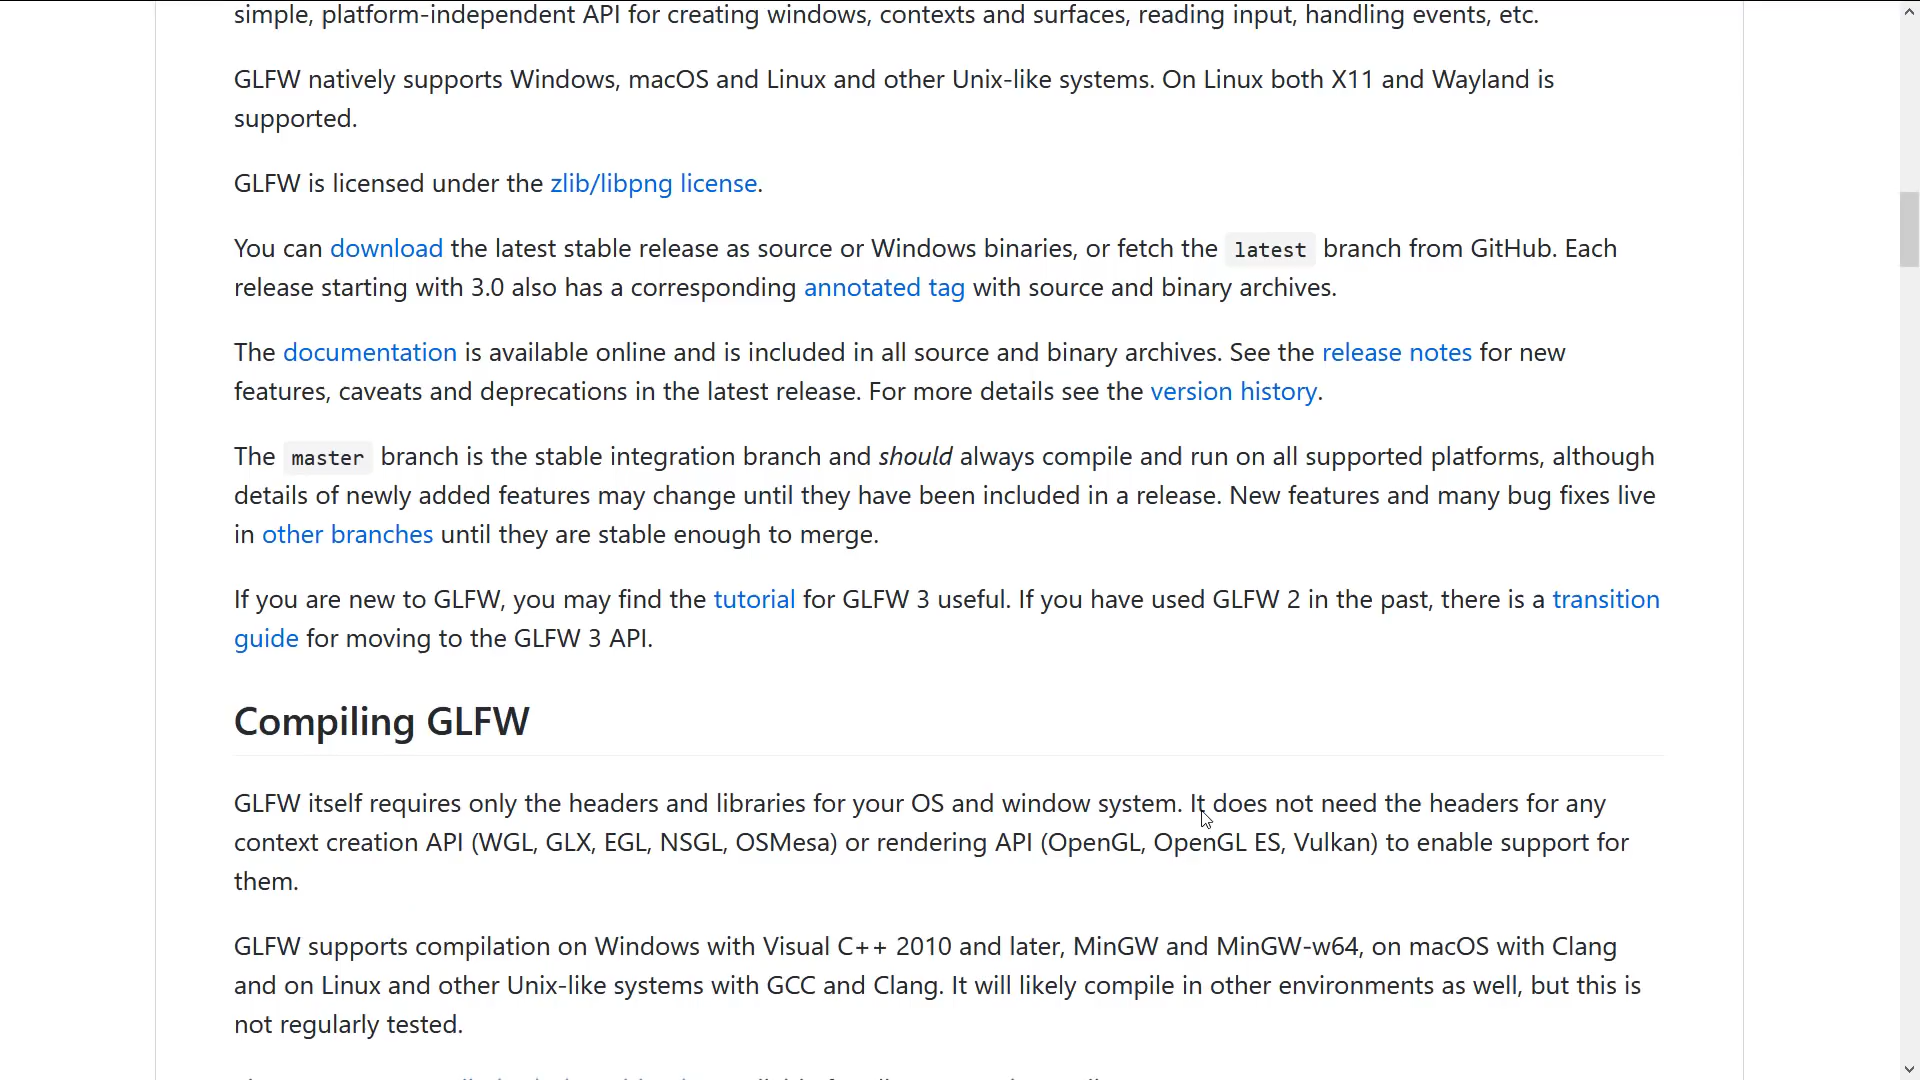 simple, platform-independent API for creating windows, contexts and surfaces, reading input, handling events, etc.
GLFW natively supports Windows, macOS and Linux and other Unix-like systems. On Linux both X11 and Wayland is
supported.
GLFW is licensed under the zlib/libpng license.
You can download the latest stable release as source or Windows binaries, or fetch the latest branch from GitHub. Each
release starting with 3.0 also has a corresponding annotated tag with source and binary archives.
The documentation is available online and is included in all source and binary archives. See the release notes for new
features, caveats and deprecations in the latest release. For more details see the version history.
The master branch is the stable integration branch and should always compile and run on all supported platforms, although
details of newly added features may change until they have been included in a release. New features and many bug fixes live
in other branches until they are stable enough to merge.
If you are new to GLFW, you may find the tutorial for GLFW 3 useful. If you have used GLFW 2 in the past, there is a transition
guide for moving to the GLFW 3 API.
Compiling GLFW
GLFW itself requires only the headers and libraries for your OS and window system. It does not need the headers for any
context creation API (WGL, GLX, EGL, NSGL, OSMesa) or rendering API (OpenGL, OpenGL ES, Vulkan) to enable support for
them.
GLFW supports compilation on Windows with Visual C++ 2010 and later, MinGW and MinGW-w64, on macOS with Clang
and on Linux and other Unix-like systems with GCC and Clang. It will likely compile in other environments as well, but this is
not regularly tested.